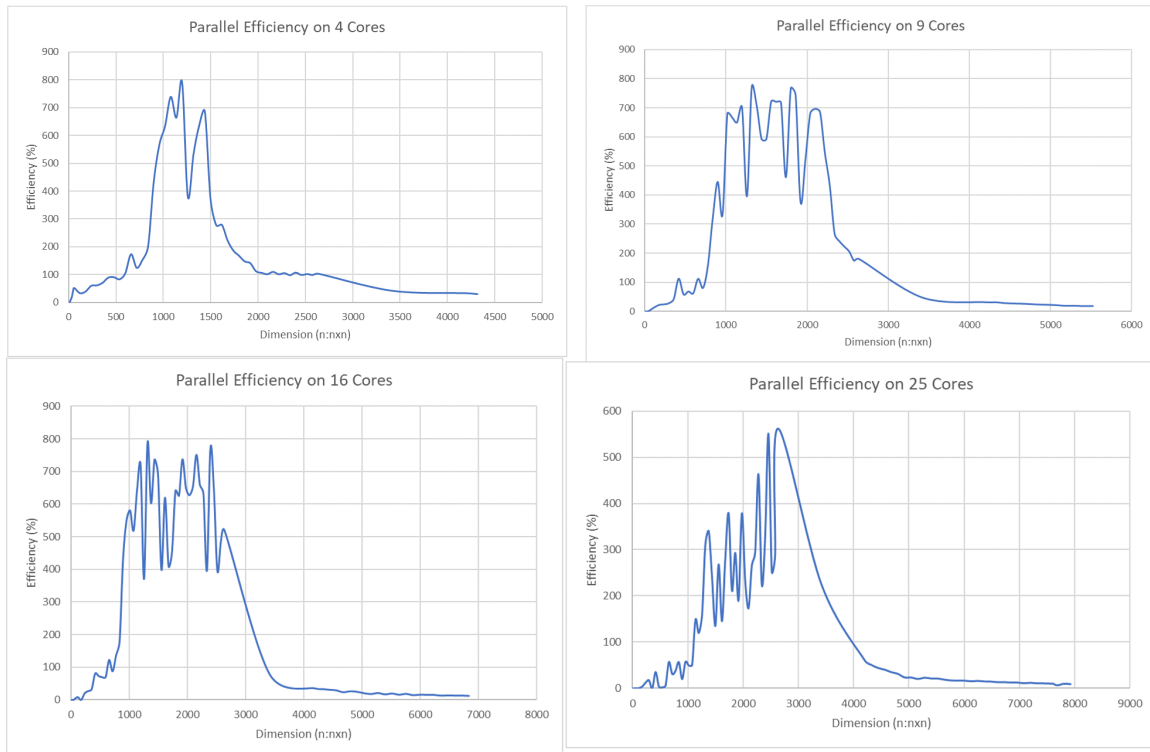 Parallel Efficiency on 4 Cores
900
800
700
600
500
400
300
200
100
0
Efficiency (%)
0 500 1000 1500 2000 2500 3000 3500 4000 4500 5000
Dimension (n:nxn)
Parallel Efficiency on 9 Cores
900
800
700
600
500
400
300
200
100
0
Efficiency (%)
0 1000 2000 3000 4000 5000 6000
Dimension (n:nxn)
Parallel Efficiency on 16 Cores
900
800
700
600
500
400
300
200
100
0
Efficiency (%)
0 1000 2000 3000 4000 5000 6000 7000 8000
Dimension (n:nxn)
Parallel Efficiency on 25 Cores
600
500
400
300
200
100
0
Efficiency (%)
0 1000 2000 3000 4000 5000 6000 7000 8000 9000
Dimension (n:nxn)